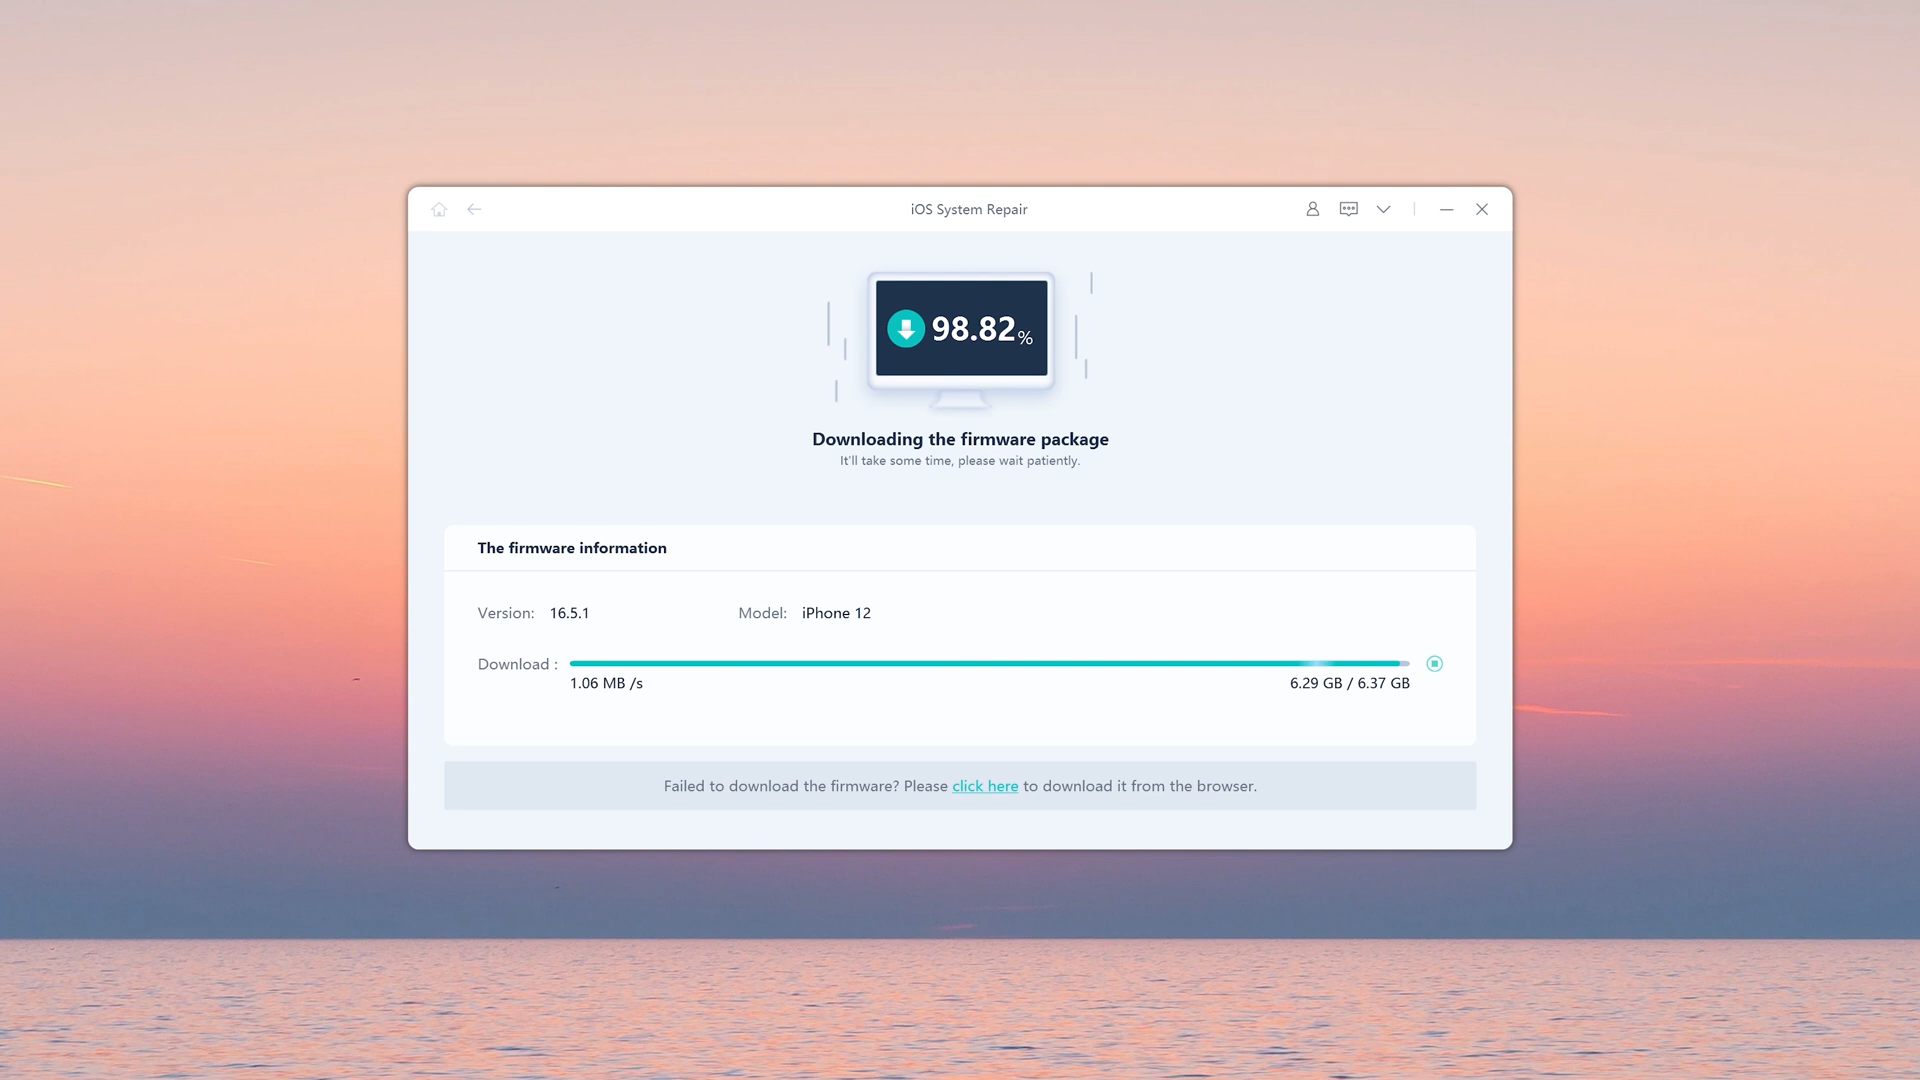 iOS System Repair
98.82%
Downloading the firmware package
It'll take some time, please wait patiently.
The firmware information
Version: 16.5.1 Model: iPhone 12
Download :
1.06 MB /s 6.29 GB / 6.37 GB
Failed to download the firmware? Please click here to download it from the browser.